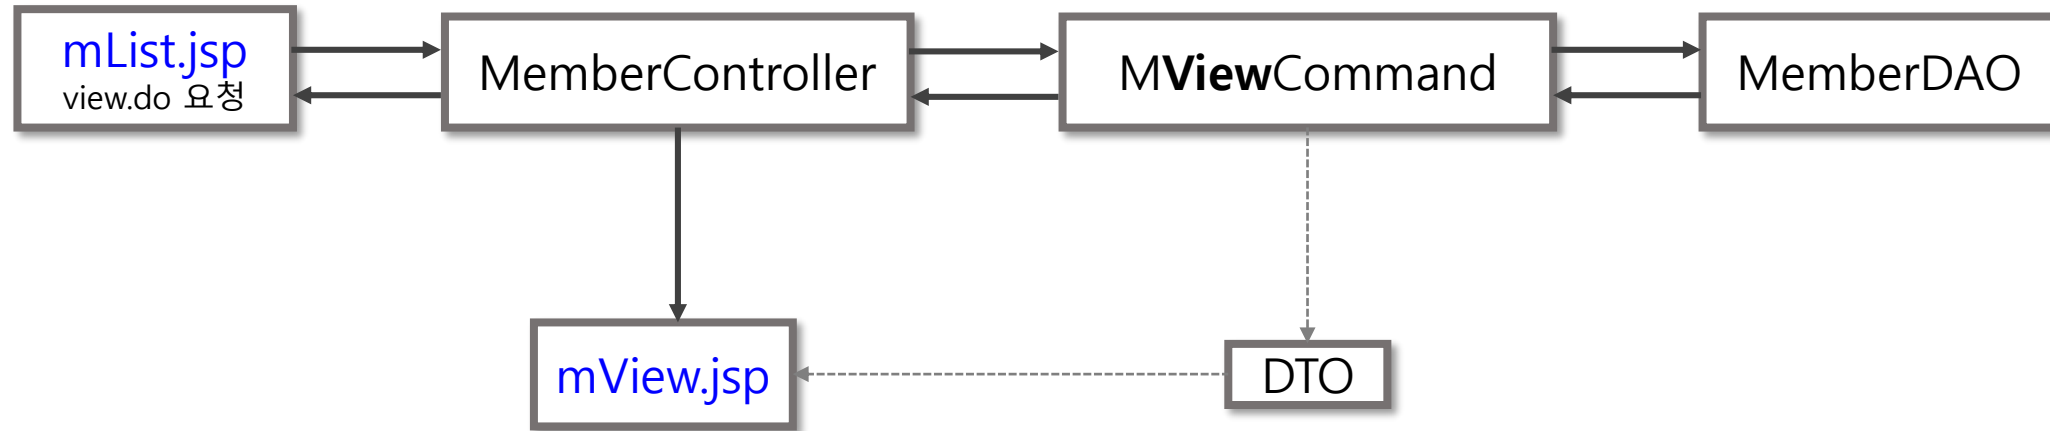 mList.jsp
view.do 요청
MemberController
MViewCommand
MemberDAO
mView.jsp
DTO